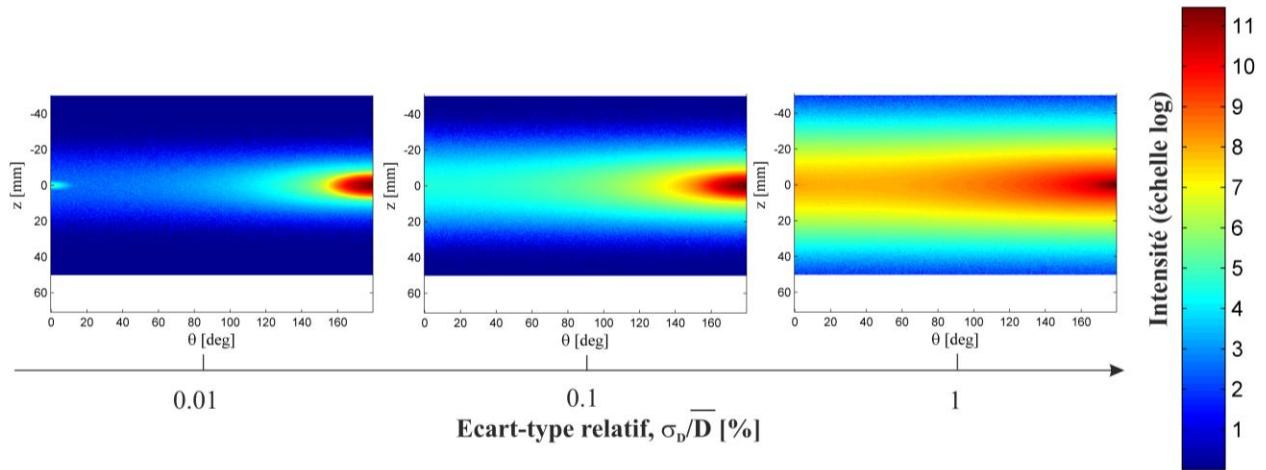 -40
-20
0
20
40
60
z [mm]
0 20 40 60 80 100 120 140 160
θ [deg]
-40
-20
0
20
40
60
z [mm]
0 20 40 60 80 100 120 140 160
θ [deg]
-40
-20
0
20
40
60
z [mm]
0 20 40 60 80 100 120 140 160
θ [deg]
0.01 0.1 1
Ecart-type relatif, σ_D/D̅ [%]
Intensité (échelle log)
11
10
9
8
7
6
5
4
3
2
1